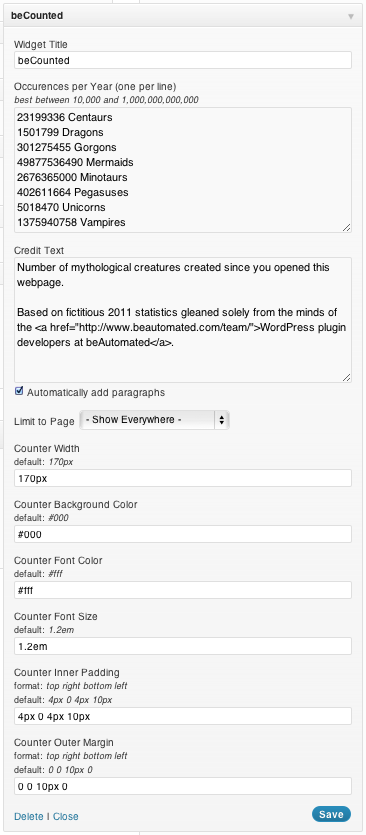 beCounted
Widget Title
beCounted
Occurences per Year (one per line)
best between 10,000 and 1,000,000,000,000
23199336 Centaurs
1501799 Dragons
301275455 Gorgons
49877536490 Mermaids
2676365000 Minotaurs
402611664 Pegasuses
5018470 Unicorns
1375940758 Vampires
Credit Text
Number of mythological creatures created since you opened this
webpage.
Based on fictitious 2011 statistics gleaned solely from the minds of
the <a href="http://www.beautomated.com/team/">WordPress plugin
developers at beAutomated</a>.
Automatically add paragraphs
Limit to Page - Show Everywhere -
Counter Width
default: 170px
170px
Counter Background Color
default: #000
#000
Counter Font Color
default: #fff
#fff
Counter Font Size
default: 1.2em
1.2em
Counter Inner Padding
format: top right bottom left
default: 4px 0 4px 10px
4px 0 4px 10px
Counter Outer Margin
format: top right bottom left
default: 0 0 10px 0
0 0 10px 0
Delete | Close Save